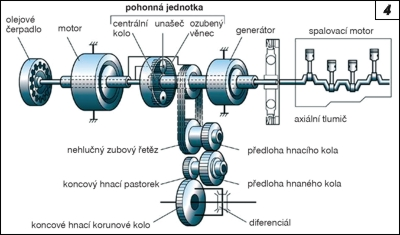 4
pohonná jednotka
olejové
čerpadlo
motor
centrální
kolo
unašeč
ozubený
věnec
generátor
spalovací motor
axiální tlumič
nehlučný zubový řetěz
předloha hnacího kola
koncový hnací pastorek
předloha hnaného kola
koncové hnací korunové kolo
diferenciál